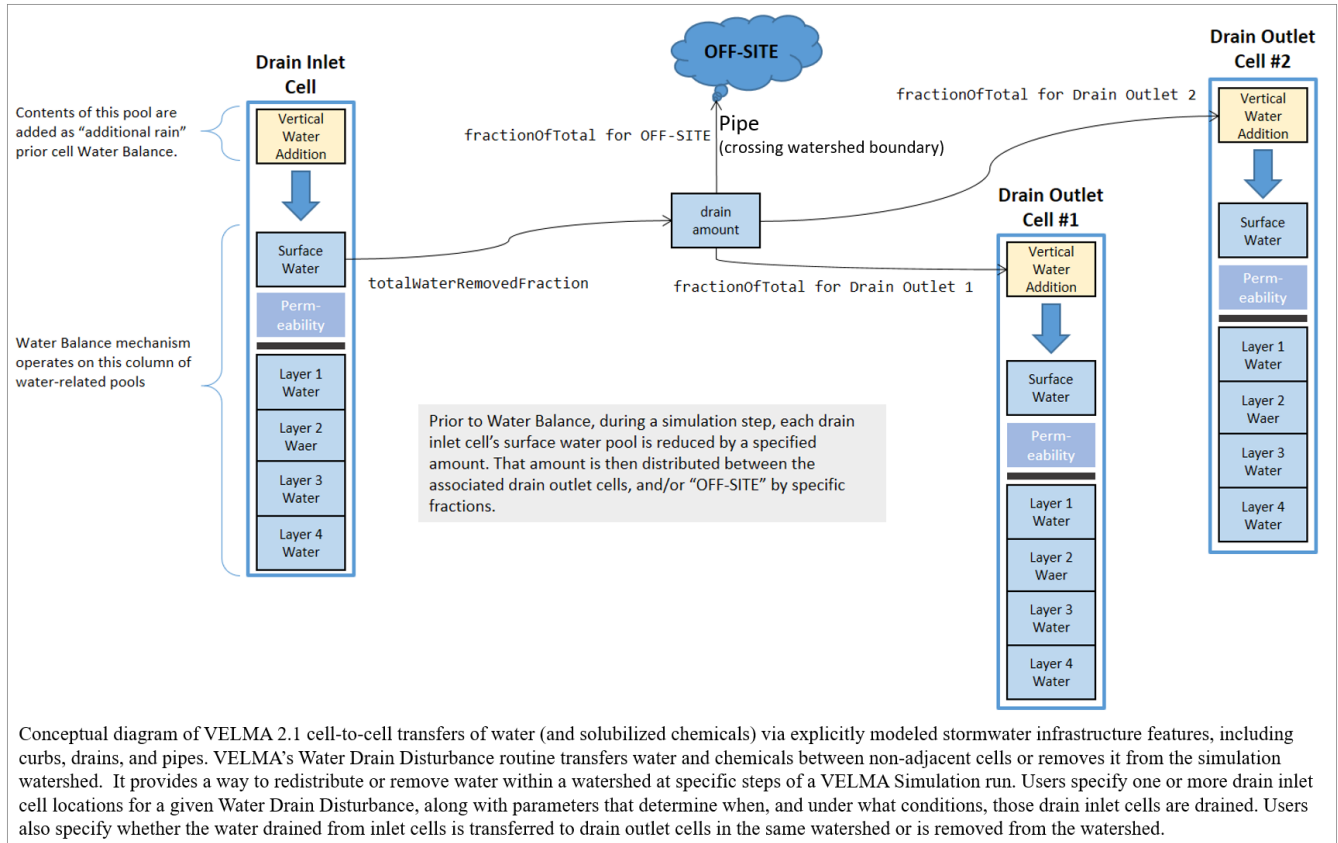 OFF-SITE
Drain Inlet
Cell
Contents of this pool are
added as “additional rain”
prior cell Water Balance.
Vertical
Water
Addition
Surface
Water
Perm-
eability
Water Balance mechanism
operates on this column of
water-related pools
Layer 1
Water
Layer 2
Waer
Layer 3
Water
Layer 4
Water
totalWaterRemovedFraction
fractionOfTotal for OFF-SITE
Pipe
(crossing watershed boundary)
drain
amount
fractionOfTotal for Drain Outlet 2
fractionOfTotal for Drain Outlet 1
Drain Outlet
Cell #1
Vertical
Water
Addition
Surface
Water
Perm-
eability
Layer 1
Water
Layer 2
Waer
Layer 3
Water
Layer 4
Water
Drain Outlet
Cell #2
Vertical
Water
Addition
Surface
Water
Perm-
eability
Layer 1
Water
Layer 2
Water
Layer 3
Water
Layer 4
Water
Prior to Water Balance, during a simulation step, each drain
inlet cell’s surface water pool is reduced by a specified
amount. That amount is then distributed between the
associated drain outlet cells, and/or “OFF-SITE” by specific
fractions.
Conceptual diagram of VELMA 2.1 cell-to-cell transfers of water (and solubilized chemicals) via explicitly modeled stormwater infrastructure features, including
curbs, drains, and pipes. VELMA’s Water Drain Disturbance routine transfers water and chemicals between non-adjacent cells or removes it from the simulation
watershed. It provides a way to redistribute or remove water within a watershed at specific steps of a VELMA Simulation run. Users specify one or more drain inlet
cell locations for a given Water Drain Disturbance, along with parameters that determine when, and under what conditions, those drain inlet cells are drained. Users
also specify whether the water drained from inlet cells is transferred to drain outlet cells in the same watershed or is removed from the watershed.